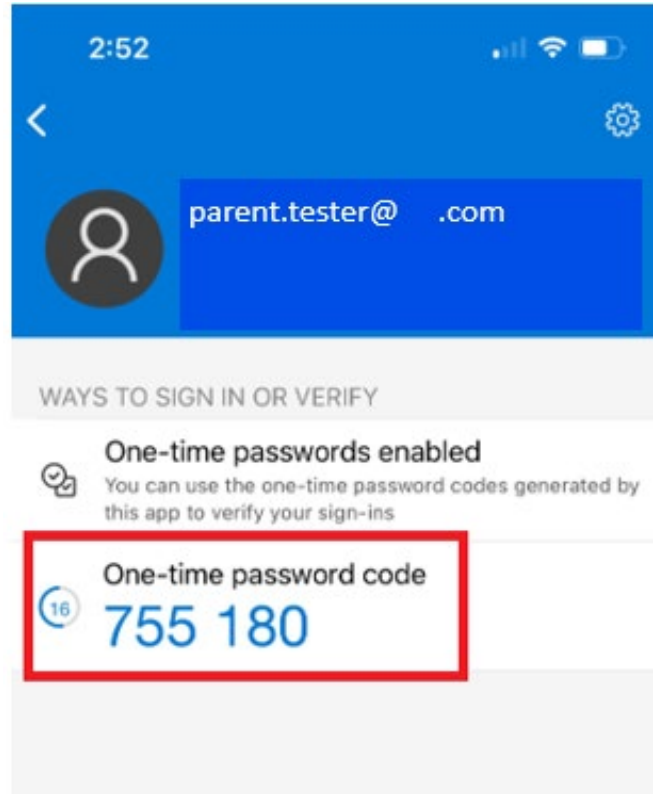 2:52
parent.tester@ .com
WAYS TO SIGN IN OR VERIFY
One-time passwords enabled
You can use the one-time password codes generated by
this app to verify your sign-ins
One-time password code
16
755 180